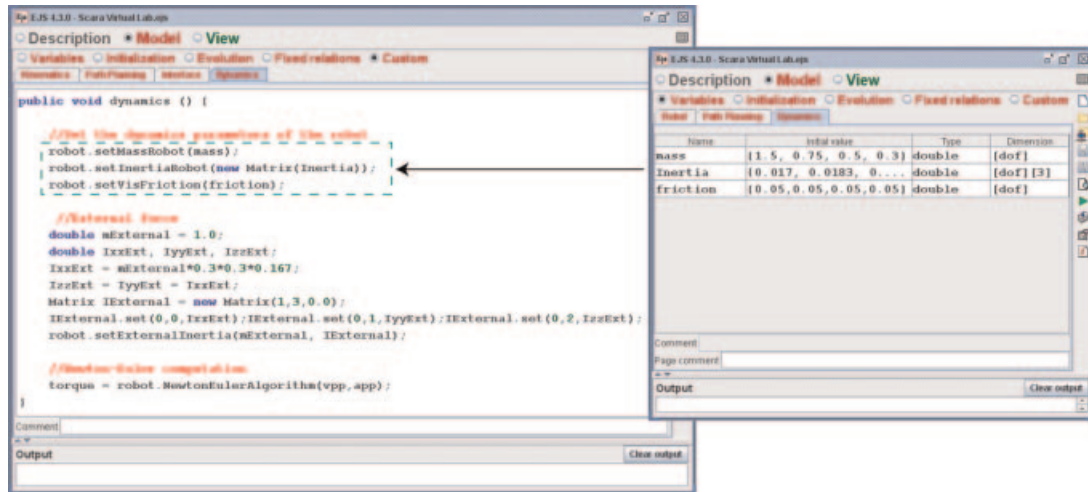 EJS 4.3.0 - Scara Virtual Lab.ejs
Description Model View
Variables Initialization Evolution Fixed relations Custom
Kinematics Path Planning Interface Dynamics
public void dynamics () {
//Set the dynamics parameters of the robot
robot.setMassRobot(mass);
robot.setInertiaRobot(new Matrix(Inertia));
robot.setVisFriction(friction);
//External force
double mExternal = 1.0;
double IxxExt, IyyExt, IzzExt;
IxxExt = mExternal*0.3*0.3*0.167;
IzzExt = IyyExt = IxxExt;
Matrix IExternal = new Matrix(1,3,0.0);
IExternal.set(0,0,IxxExt);IExternal.set(0,1,IyyExt);IExternal.set(0,2,IzzExt);
robot.setExternalInertia(mExternal, IExternal);
//Newton-Euler computation
torque = robot.NewtonEulerAlgorithm(vpp,app);
}
Comment
Output Clear output
EJS 4.3.0 - Scara Virtual Lab.ejs
Description Model View
Variables Initialization Evolution Fixed relations Custom
Robot Path Planning Dynamics
Name Initial value Type Dimension
mass {1.5, 0.75, 0.5, 0.3} double [dof]
Inertia {0.017, 0.0183, 0.... double [dof][3]
friction {0.05,0.05,0.05,0.05} double [dof]
Comment
Page comment
Output Clear output